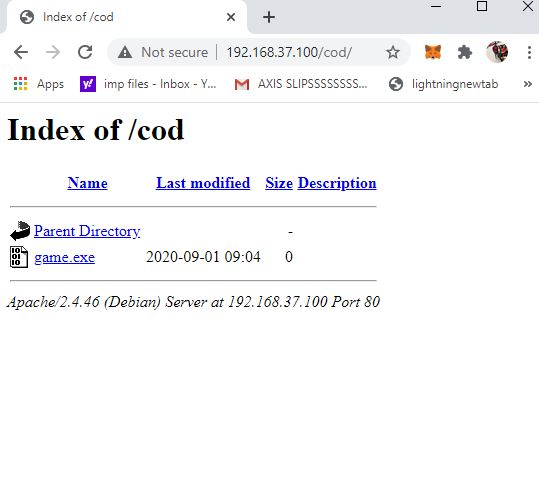 Index of /cod
Not secure 192.168.37.100/cod/
Apps imp files - Inbox - Y... AXIS SLIPSSSSSSSS... lightningnewtab »
Index of /cod
Name Last modified Size Description
Parent Directory -
game.exe 2020-09-01 09:04 0
Apache/2.4.46 (Debian) Server at 192.168.37.100 Port 80